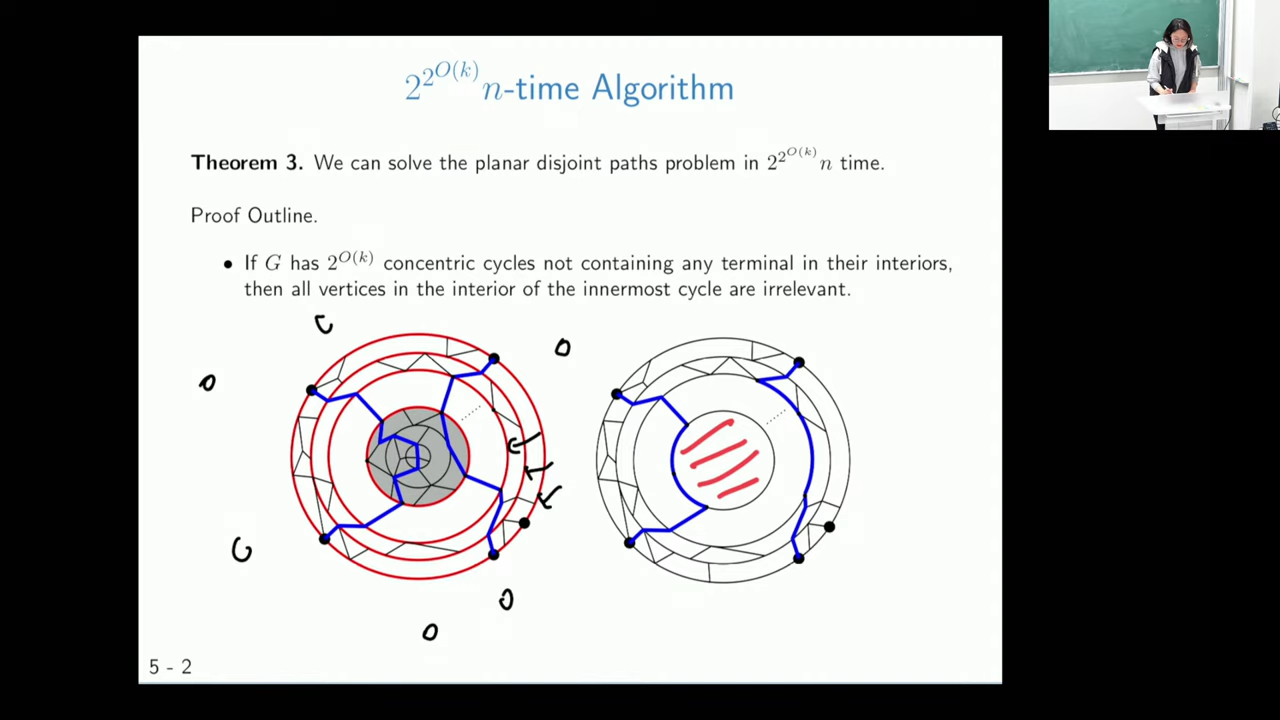 2^{2^{O(k)}} n-time Algorithm
Theorem 3. We can solve the planar disjoint paths problem in 2^{2^{O(k)}} n time.
Proof Outline.
• If G has 2^{O(k)} concentric cycles not containing any terminal in their interiors,
then all vertices in the interior of the innermost cycle are irrelevant.
5 - 2